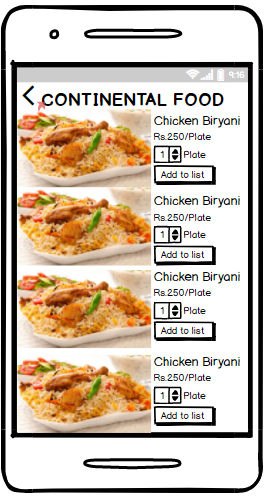 9:16
CONTINENTAL FOOD
Chicken Biryani
Rs.250/Plate
1 Plate
Add to list
Chicken Biryani
Rs.250/Plate
1 Plate
Add to list
Chicken Biryani
Rs.250/Plate
1 Plate
Add to list
Chicken Biryani
Rs.250/Plate
1 Plate
Add to list